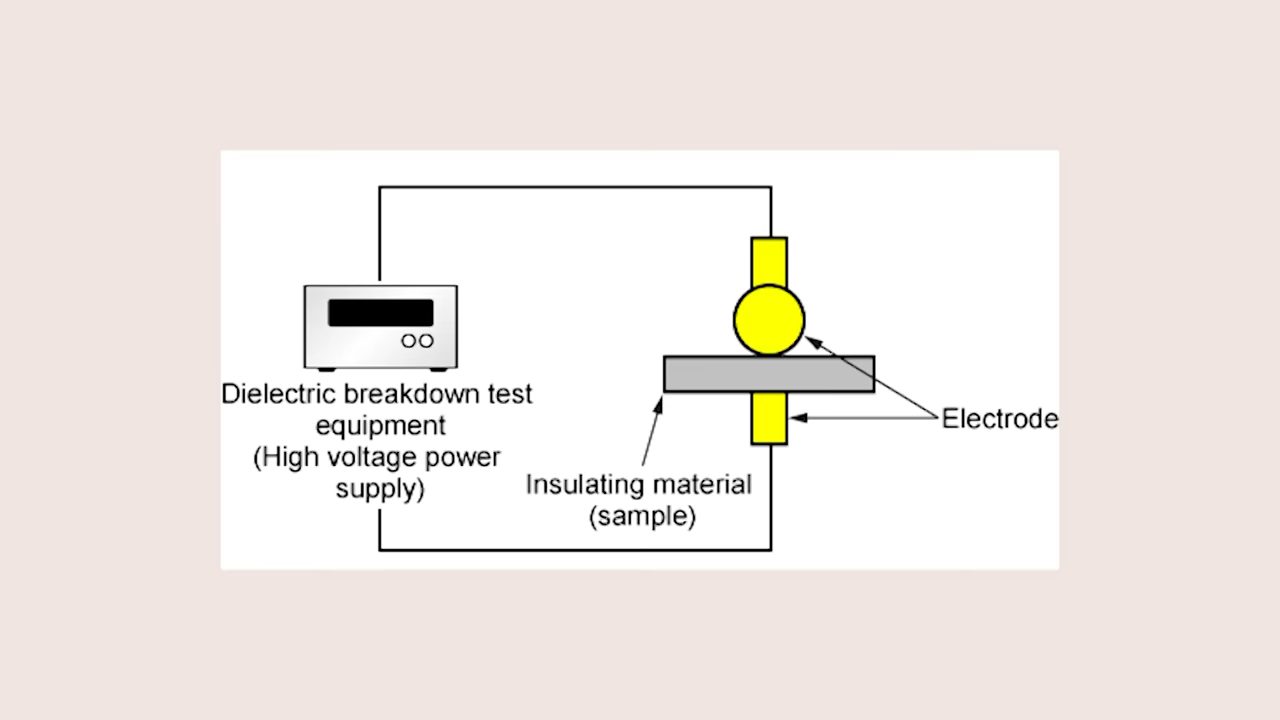 Dielectric breakdown test
equipment
(High voltage power
supply)
Insulating material
(sample)
Electrode